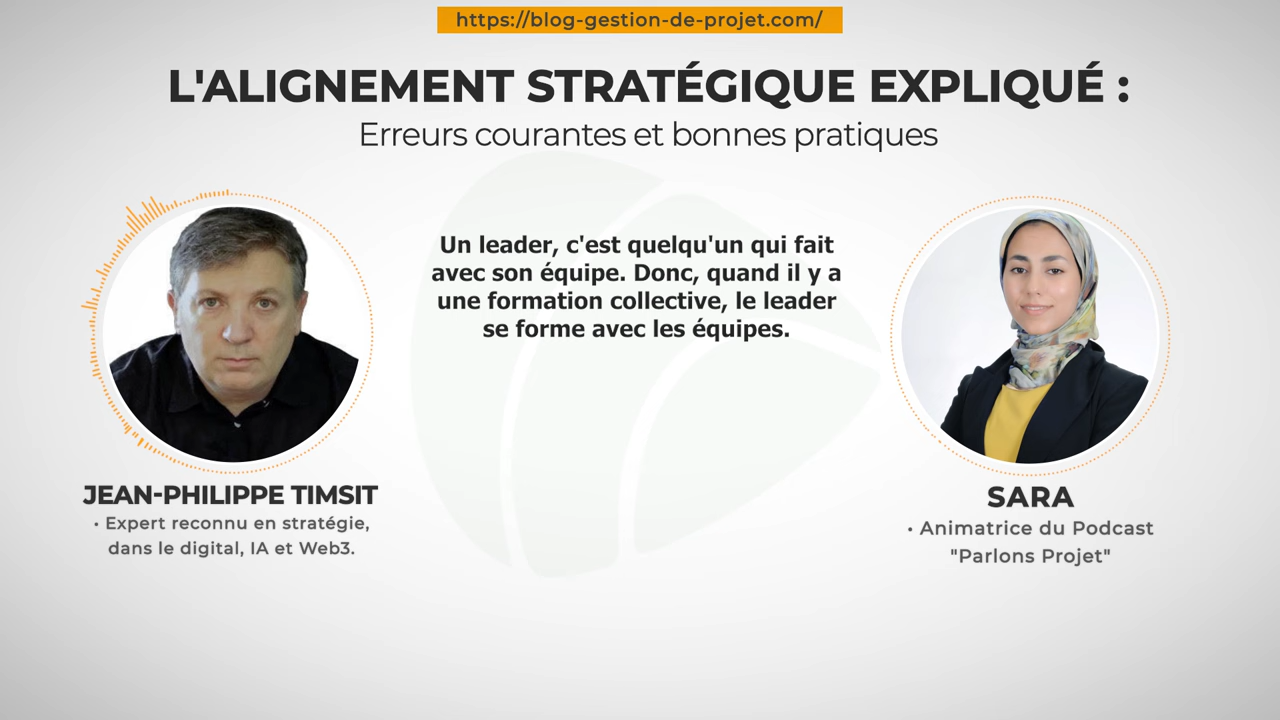 https://blog-gestion-de-projet.com/
L'ALIGNEMENT STRATÉGIQUE EXPLIQUÉ :
Erreurs courantes et bonnes pratiques
Un leader, c'est quelqu'un qui fait
avec son équipe. Donc, quand il y a
une formation collective, le leader
se forme avec les équipes.
JEAN-PHILIPPE TIMSIT
• Expert reconnu en stratégie,
dans le digital, IA et Web3.
SARA
• Animatrice du Podcast
"Parlons Projet"